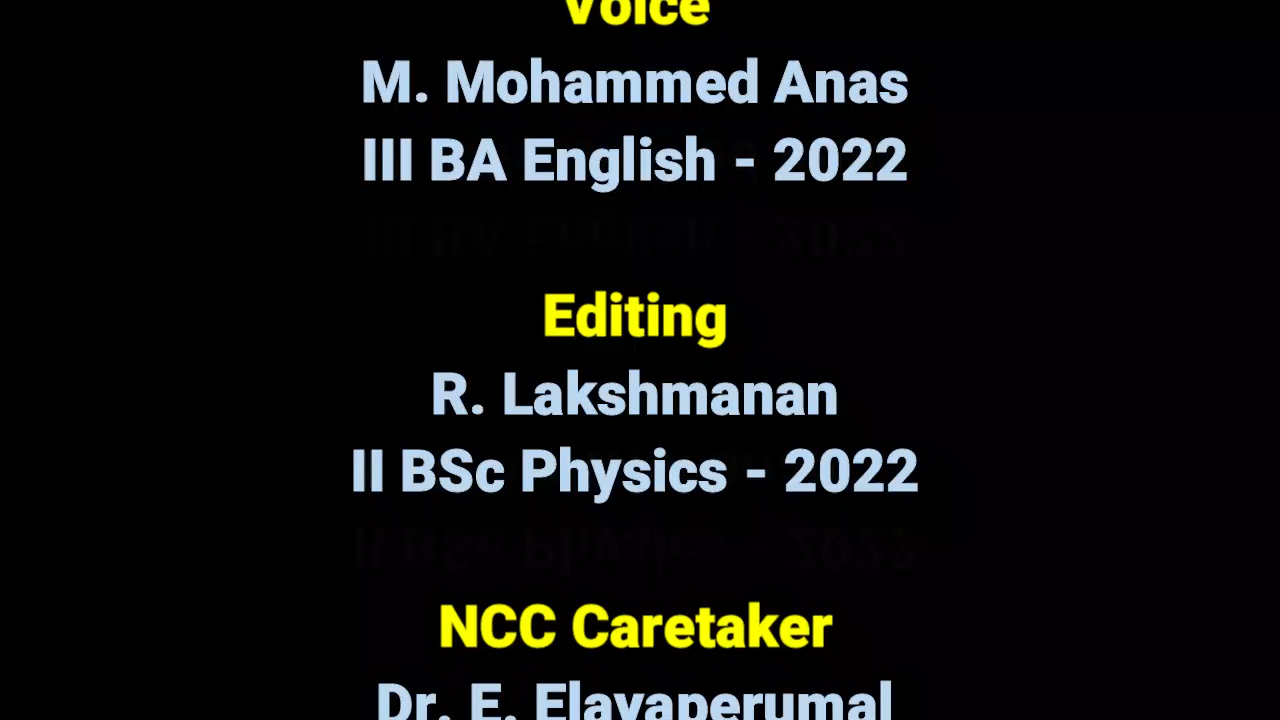 Voice
M. Mohammed Anas
III BA English - 2022
Editing
R. Lakshmanan
II BSc Physics - 2022
NCC Caretaker
Dr. E. Elayaperumal